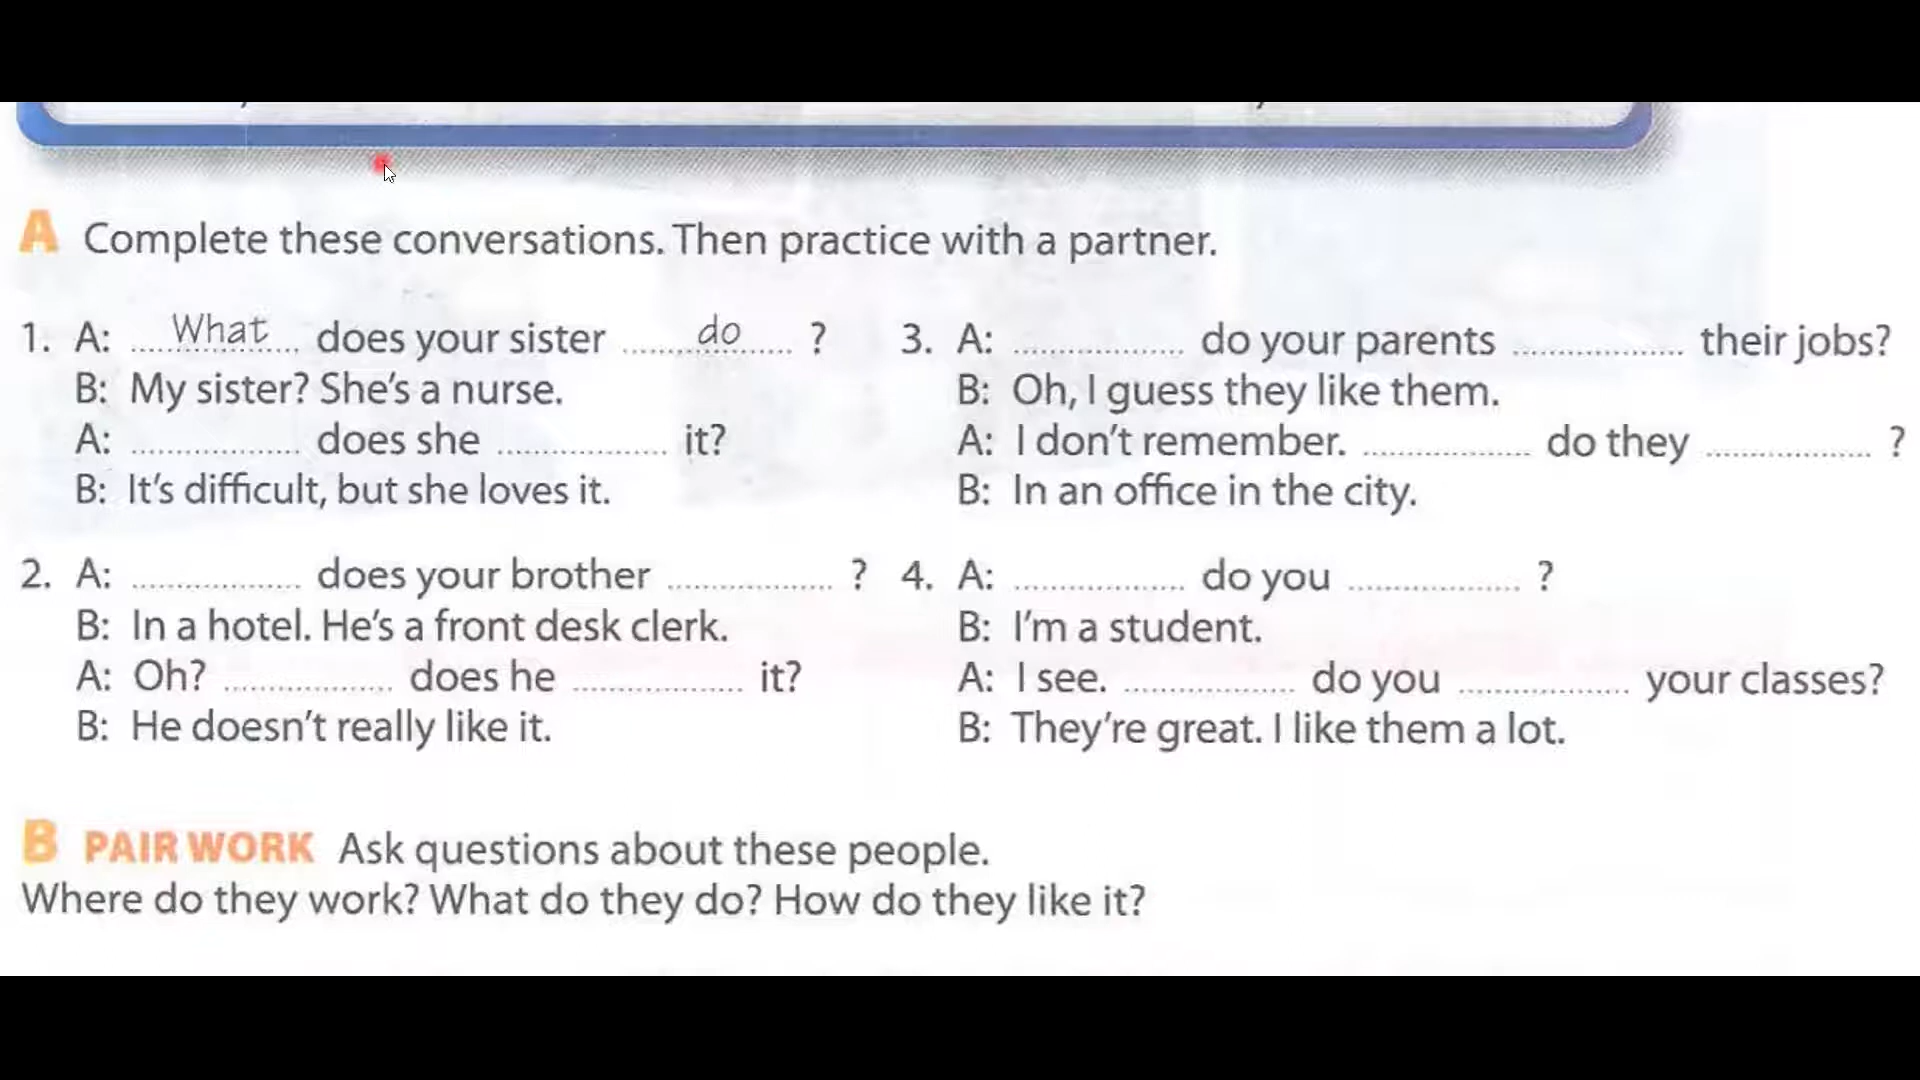 A Complete these conversations. Then practice with a partner.
1. A: What does your sister do ?
B: My sister? She's a nurse.
A: ................ does she ................ it?
B: It's difficult, but she loves it.
2. A: ................ does your brother ................ ?
B: In a hotel. He's a front desk clerk.
A: Oh? ................ does he ................ it?
B: He doesn't really like it.
3. A: ................ do your parents ................ their jobs?
B: Oh, I guess they like them.
A: I don't remember. ................ do they ................ ?
B: In an office in the city.
4. A: ................ do you ................ ?
B: I'm a student.
A: I see. ................ do you ................ your classes?
B: They're great. I like them a lot.
B PAIR WORK Ask questions about these people.
Where do they work? What do they do? How do they like it?